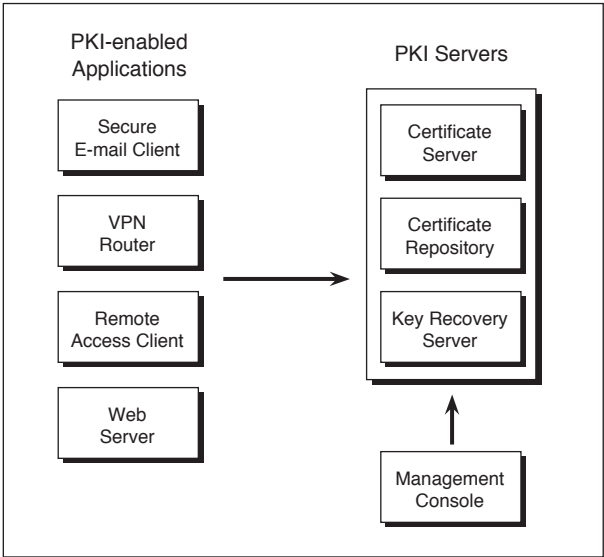 PKI-enabled
Applications
Secure
E-mail Client
VPN
Router
Remote
Access Client
Web
Server
PKI Servers
Certificate
Server
Certificate
Repository
Key Recovery
Server
Management
Console